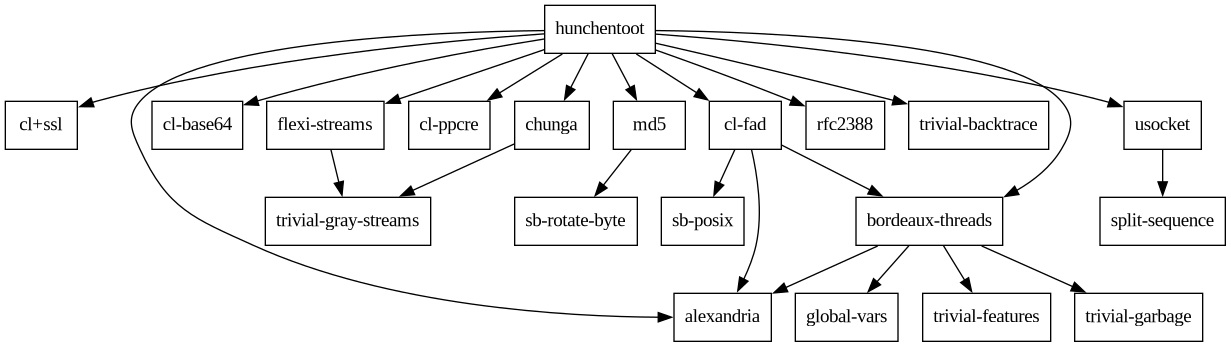 hunchentoot
cl+ssl
cl-base64
flexi-streams
cl-ppcre
chunga
md5
cl-fad
rfc2388
trivial-backtrace
usocket
trivial-gray-streams
sb-rotate-byte
sb-posix
bordeaux-threads
split-sequence
alexandria
global-vars
trivial-features
trivial-garbage